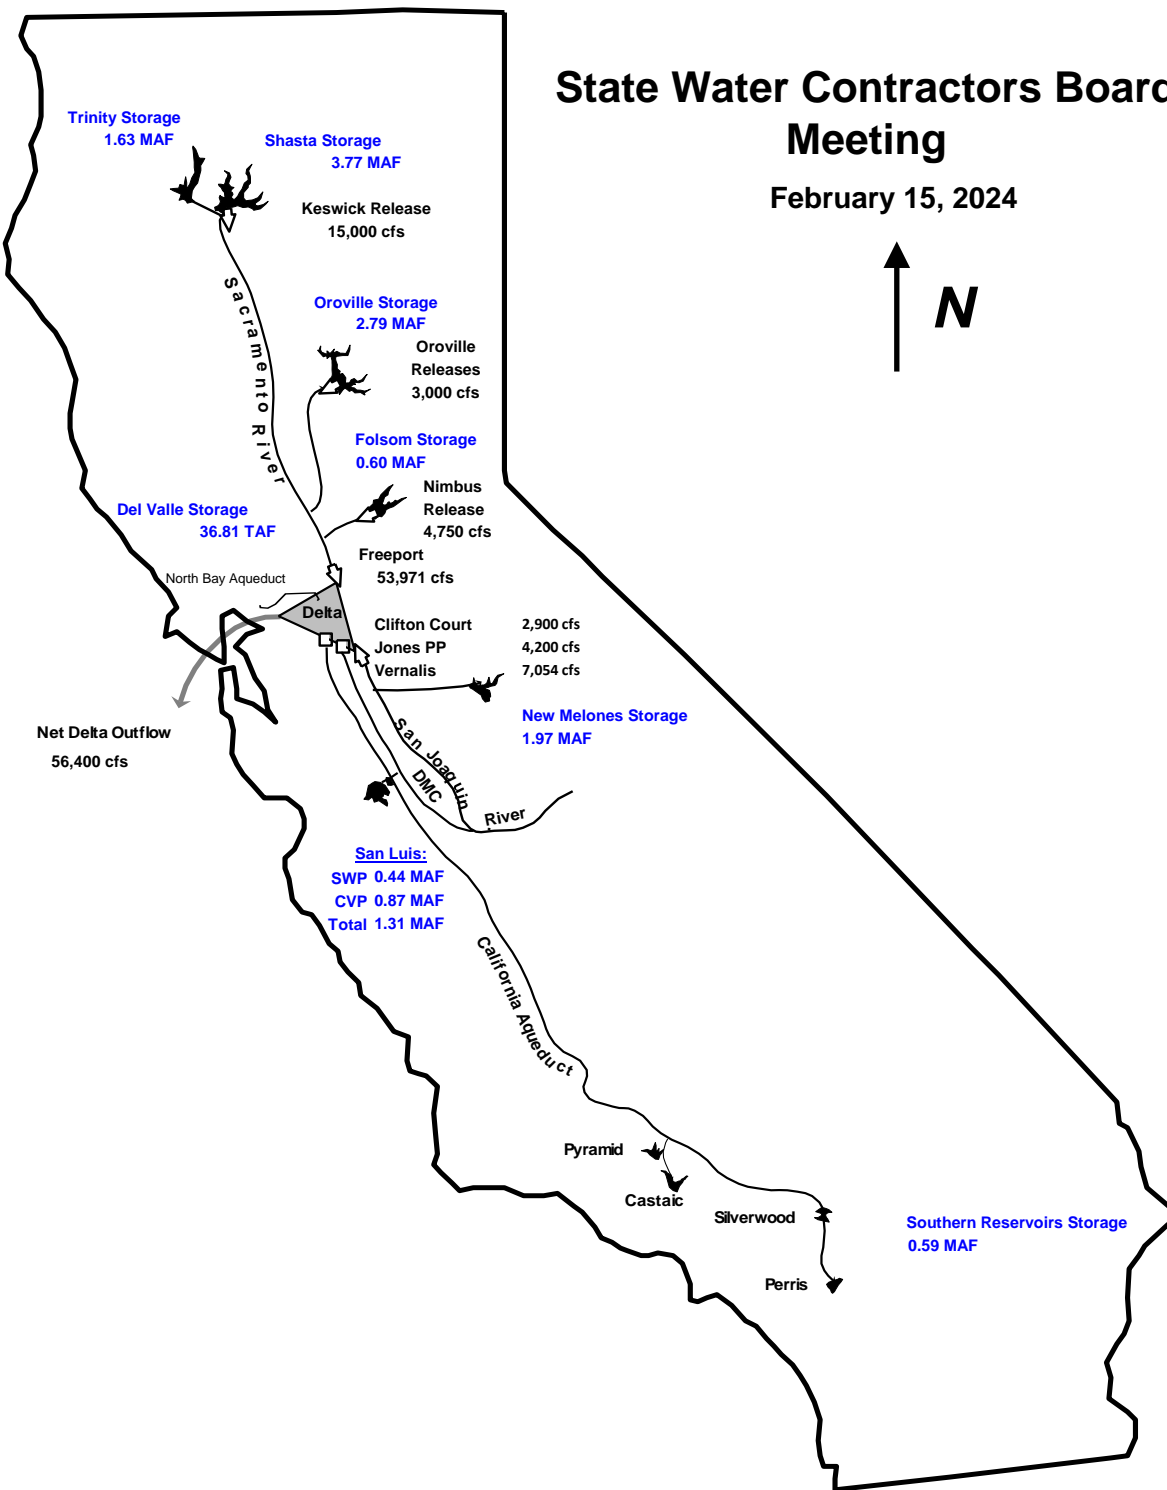 State Water Contractors Board
Meeting
February 15, 2024
N
Trinity Storage
1.63 MAF
Shasta Storage
3.77 MAF
Keswick Release
15,000 cfs
Sacramento River
Oroville Storage
2.79 MAF
Oroville
Releases
3,000 cfs
Folsom Storage
0.60 MAF
Nimbus
Release
4,750 cfs
Del Valle Storage
36.81 TAF
Freeport
53,971 cfs
North Bay Aqueduct
Delta
Clifton Court 2,900 cfs
Jones PP 4,200 cfs
Vernalis 7,054 cfs
New Melones Storage
1.97 MAF
Net Delta Outflow
56,400 cfs
San Joaquin River
DMC
San Luis:
SWP 0.44 MAF
CVP 0.87 MAF
Total 1.31 MAF
California Aqueduct
Pyramid
Castaic
Silverwood
Southern Reservoirs Storage
0.59 MAF
Perris